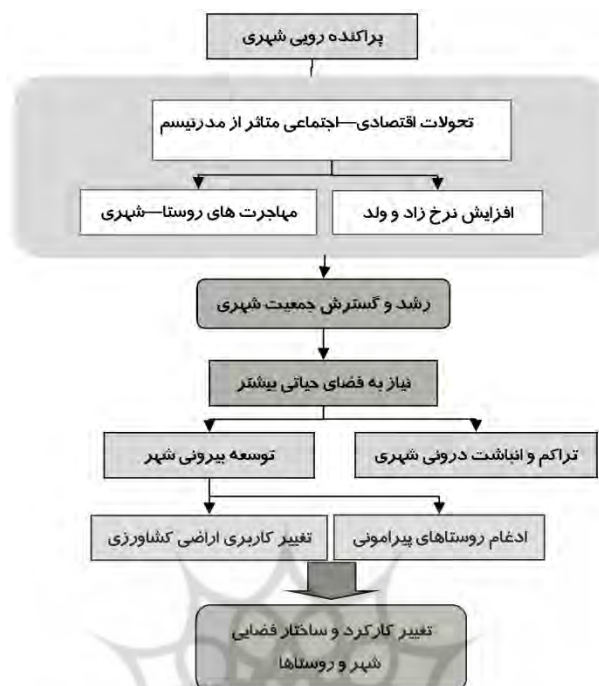 پراکنده رویی شهری
تحولات اقتصادی—اجتماعی متاثر از مدرنیسم
افزایش نرخ زاد و ولد
مهاجرت های روستا—شهری
رشد و گسترش جمعیت شهری
نیاز به فضای حیاتی بیشتر
تراکم و انباشت درونی شهری
توسعه بیرونی شهر
ادغام روستاهای پیرامونی
تغییر کاربری اراضی کشاورزی
تغییر کارکرد و ساختار فضایی
شهر و روستاها